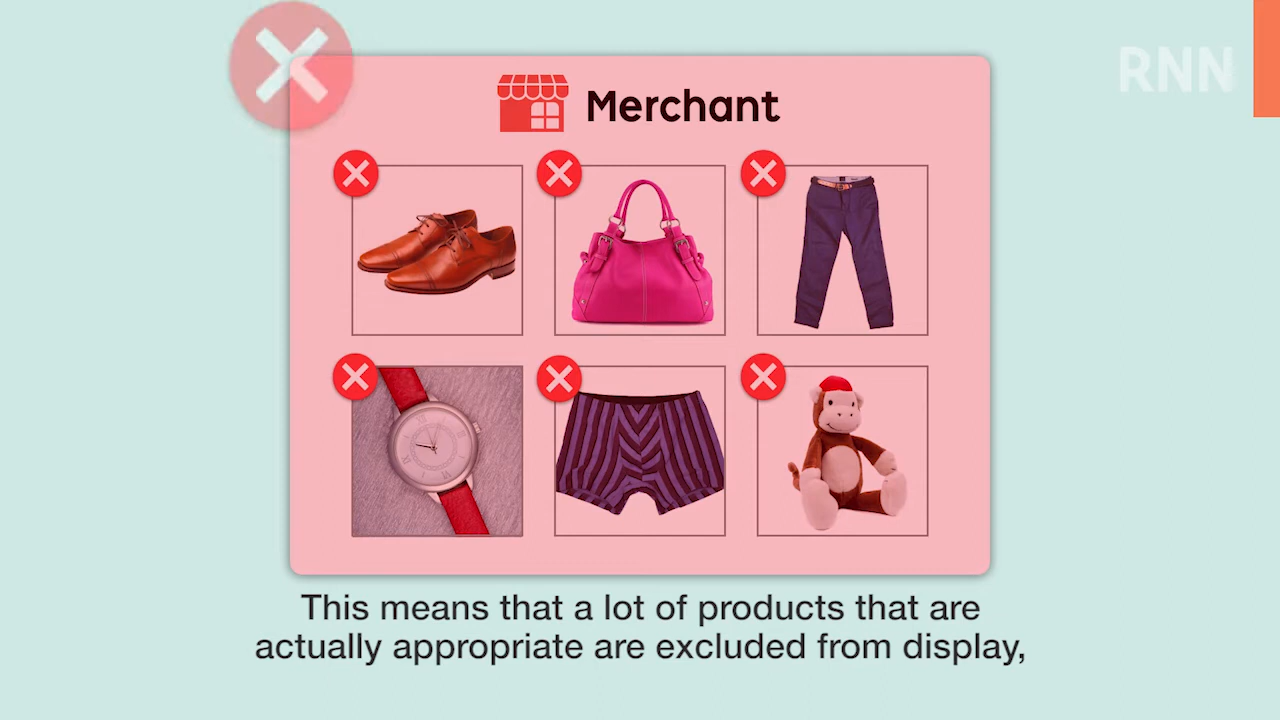 RNN
Merchant
This means that a lot of products that are
actually appropriate are excluded from display,